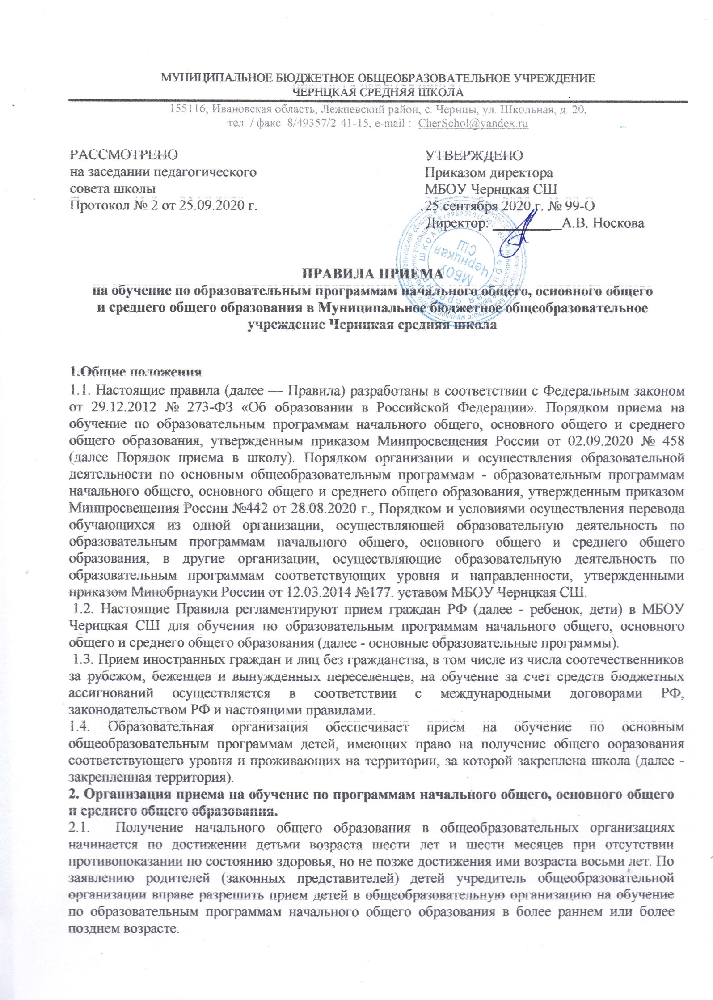 МУНИЦИПАЛЬНОЕ БЮДЖЕТНОЕ ОБЩЕОБРАЗОВАТЕЛЬНОЕ УЧРЕЖДЕНИЕ
ЧЕРНЦКАЯ СРЕДНЯЯ ШКОЛА
155116, Ивановская область, Лежневский район, с. Чернцы, ул. Школьная, д. 20,
тел. / факс 8/49357/2-41-15, e-mail : CherSchol@yandex.ru
РАССМОТРЕНО
на заседании педагогического
совета школы
Протокол № 2 от 25.09.2020 г.
УТВЕРЖДЕНО
Приказом директора
МБОУ Чернцкая СШ
25 сентября 2020 г. № 99-О
Директор: __________А.В. Носкова
МБОУ
Чернцкая
СШ
ПРАВИЛА ПРИЕМА
на обучение по образовательным программам начального общего, основного общего
и среднего общего образования в Муниципальное бюджетное общеобразовательное
учреждение Чернцкая средняя школа
1.Общие положения
1.1. Настоящие правила (далее — Правила) разработаны в соответствии с Федеральным законом
от 29.12.2012 № 273-ФЗ «Об образовании в Российской Федерации». Порядком приема на
обучение по образовательным программам начального общего, основного общего и среднего
общего образования, утвержденным приказом Минпросвещения России от 02.09.2020 № 458
(далее Порядок приема в школу). Порядком организации и осуществления образовательной
деятельности по основным общеобразовательным программам - образовательным программам
начального общего, основного общего и среднего общего образования, утвержденным приказом
Минпросвещения России №442 от 28.08.2020 г., Порядком и условиями осуществления перевода
обучающихся из одной организации, осуществляющей образовательную деятельность по
образовательным программам начального общего, основного общего и среднего общего
образования, в другие организации, осуществляющие образовательную деятельность по
образовательным программам соответствующих уровня и направленности, утвержденными
приказом Минобрнауки России от 12.03.2014 №177. уставом МБОУ Чернцкая СШ.
1.2. Настоящие Правила регламентируют прием граждан РФ (далее - ребенок, дети) в МБОУ
Чернцкая СШ для обучения по образовательным программам начального общего, основного
общего и среднего общего образования (далее - основные образовательные программы).
1.3. Прием иностранных граждан и лиц без гражданства, в том числе из числа соотечественников
за рубежом, беженцев и вынужденных переселенцев, на обучение за счет средств бюджетных
ассигнований осуществляется в соответствии с международными договорами РФ,
законодательством РФ и настоящими правилами.
1.4. Образовательная организация обеспечивает прием на обучение по основным
общеобразовательным программам детей, имеющих право на получение общего ооразования
соответствующего уровня и проживающих на территории, за которой закреплена школа (далее -
закрепленная территория).
2. Организация приема на обучение по программам начального общего, основного общего
и среднего общего образования.
2.1. Получение начального общего образования в общеобразовательных организациях
начинается по достижении детьми возраста шести лет и шести месяцев при отсутствии
противопоказании по состоянию здоровья, но не позже достижения ими возраста восьми лет. По
заявлению родителей (законных представителей) детей учредитель общеобразовательной
организации вправе разрешить прием детей в общеобразовательную организацию на обучение
по образовательным программам начального общего образования в более раннем или более
позднем возрасте.